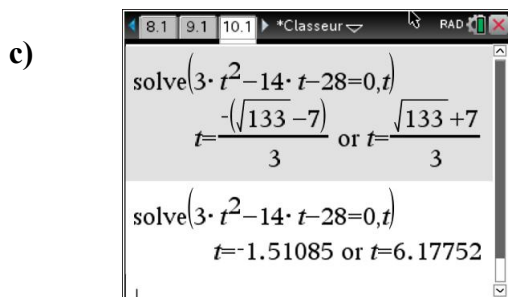 c)
8.1 9.1 10.1 *Classeur RAD
solve(3·t²−14·t−28=0,t)
t=-(√133−7)/3 or t=(√133+7)/3
solve(3·t²−14·t−28=0,t)
t=-1.51085 or t=6.17752